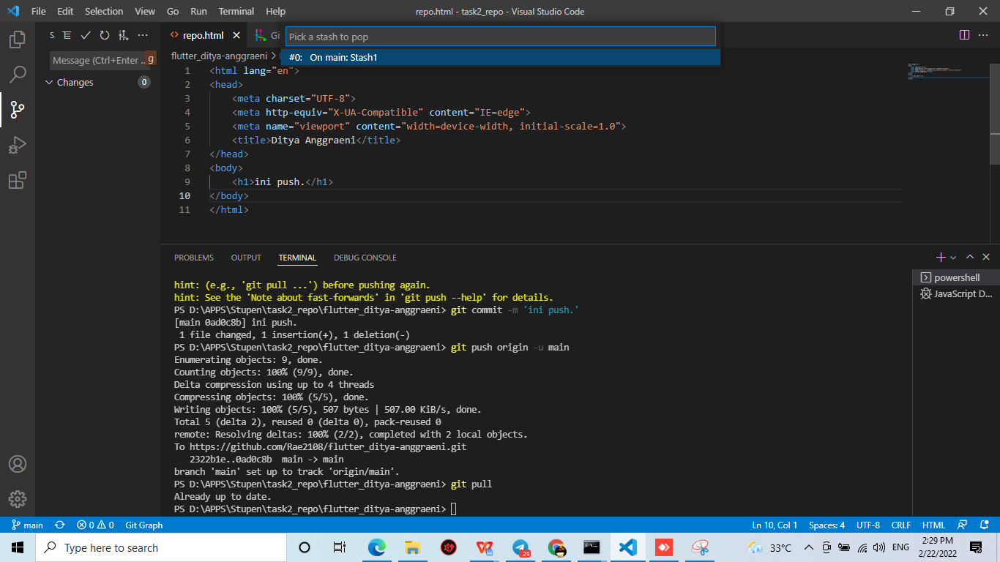 File Edit Selection View Go Run Terminal Help repo.html - task2_repo - Visual Studio Code
S.
repo.html
Gi
Pick a stash to pop
#0: On main: Stash1
Message (Ctrl+Enter ..
g
Changes 0
flutter_ditya-anggraeni >
1 <html lang="en">
2 <head>
3 <meta charset="UTF-8">
4 <meta http-equiv="X-UA-Compatible" content="IE=edge">
5 <meta name="viewport" content="width=device-width, initial-scale=1.0">
6 <title>Ditya Anggraeni</title>
7 </head>
8 <body>
9 <h1>ini push.</h1>
10 </body>
11 </html>
PROBLEMS OUTPUT TERMINAL DEBUG CONSOLE
powershell
JavaScript D...
hint: (e.g., 'git pull ...') before pushing again.
hint: See the 'Note about fast-forwards' in 'git push --help' for details.
PS D:\APPS\Stupen\task2_repo\flutter_ditya-anggraeni> git commit -m 'ini push.'
[main 0ad0c8b] ini push.
1 file changed, 1 insertion(+), 1 deletion(-)
PS D:\APPS\Stupen\task2_repo\flutter_ditya-anggraeni> git push origin -u main
Enumerating objects: 9, done.
Counting objects: 100% (9/9), done.
Delta compression using up to 4 threads
Compressing objects: 100% (5/5), done.
Writing objects: 100% (5/5), 507 bytes | 507.00 KiB/s, done.
Total 5 (delta 2), reused 0 (delta 0), pack-reused 0
remote: Resolving deltas: 100% (2/2), completed with 2 local objects.
To https://github.com/Rae2108/flutter_ditya-anggraeni.git
2322b1e..0ad0c8b main -> main
branch 'main' set up to track 'origin/main'.
PS D:\APPS\Stupen\task2_repo\flutter_ditya-anggraeni> git pull
Already up to date.
PS D:\APPS\Stupen\task2_repo\flutter_ditya-anggraeni>
main 0 0 Git Graph Ln 10, Col 1 Spaces: 4 UTF-8 CRLF HTML
Type here to search
29
33°C
ENG
2:29 PM
2/22/2022